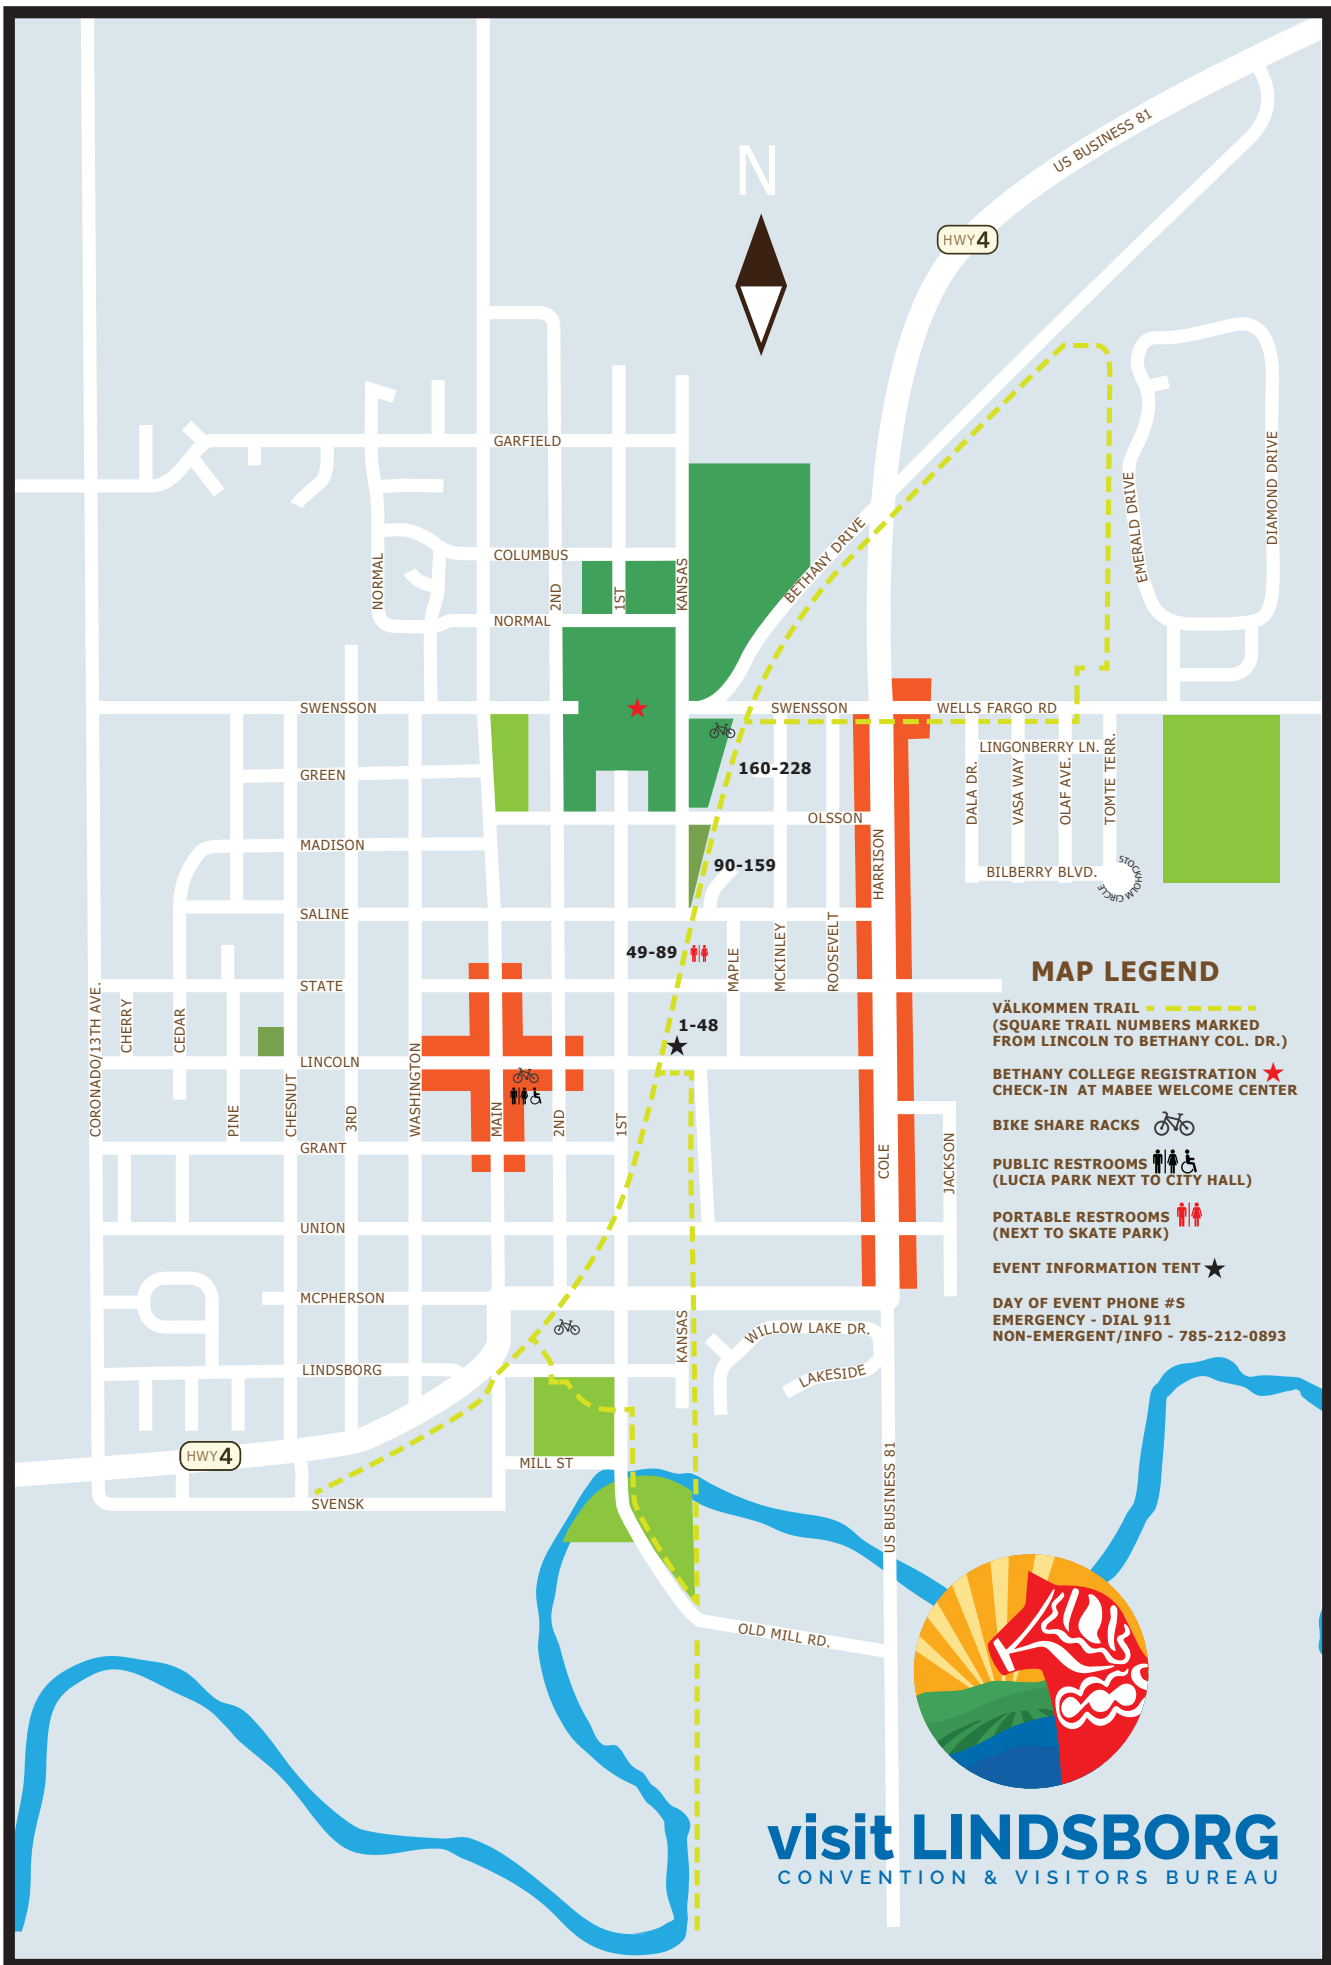 US BUSINESS 81
N
HWY 4
GARFIELD
DIAMOND DRIVE
EMERALD DRIVE
BETHANY DRIVE
COLUMBUS
NORMAL
2ND
1ST
KANSAS
NORMAL
SWENSSON
SWENSSON
WELLS FARGO RD
LINGONBERRY LN.
160-228
GREEN
DALA DR.
VASA WAY
OLAF AVE.
TOMTE TERR.
OLSSON
MADISON
HARRISON
90-159
BILBERRY BLVD.
STOCKHOLM CIRCLE
SALINE
49-89
MAPLE
MCKINLEY
ROOSEVELT
STATE
CORONADO/13TH AVE.
CHERRY
CEDAR
1-48
LINCOLN
PINE
CHESNUT
3RD
WASHINGTON
MAIN
2ND
1ST
GRANT
COLE
JACKSON
UNION
MCPHERSON
KANSAS
WILLOW LAKE DR.
LINDSBORG
LAKESIDE
HWY 4
MILL ST
SVENSK
US BUSINESS 81
OLD MILL RD.
MAP LEGEND
VÄLKOMMEN TRAIL
(SQUARE TRAIL NUMBERS MARKED
FROM LINCOLN TO BETHANY COL. DR.)
BETHANY COLLEGE REGISTRATION
CHECK-IN AT MABEE WELCOME CENTER
BIKE SHARE RACKS
PUBLIC RESTROOMS
(LUCIA PARK NEXT TO CITY HALL)
PORTABLE RESTROOMS
(NEXT TO SKATE PARK)
EVENT INFORMATION TENT
DAY OF EVENT PHONE #S
EMERGENCY - DIAL 911
NON-EMERGENT/INFO - 785-212-0893
visit LINDSBORG
CONVENTION & VISITORS BUREAU